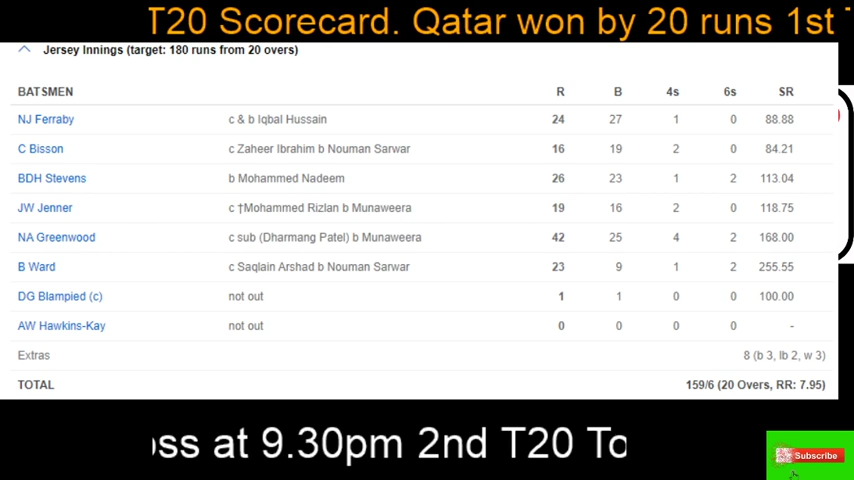 T20 Scorecard. Qatar won by 20 runs 1st
Jersey Innings (target: 180 runs from 20 overs)
BATSMEN R B 4s 6s SR
NJ Ferraby c & b Iqbal Hussain 24 27 1 0 88.88
C Bisson c Zaheer Ibrahim b Nouman Sarwar 16 19 2 0 84.21
BDH Stevens b Mohammed Nadeem 26 23 1 2 113.04
JW Jenner c †Mohammed Rizlan b Munaweera 19 16 2 0 118.75
NA Greenwood c sub (Dharmang Patel) b Munaweera 42 25 4 2 168.00
B Ward c Saqlain Arshad b Nouman Sarwar 23 9 1 2 255.55
DG Blampied (c) not out 1 1 0 0 100.00
AW Hawkins-Kay not out 0 0 0 0 -
Extras 8 (b 3, lb 2, w 3)
TOTAL 159/6 (20 Overs, RR: 7.95)
oss at 9.30pm 2nd T20 To
Subscribe